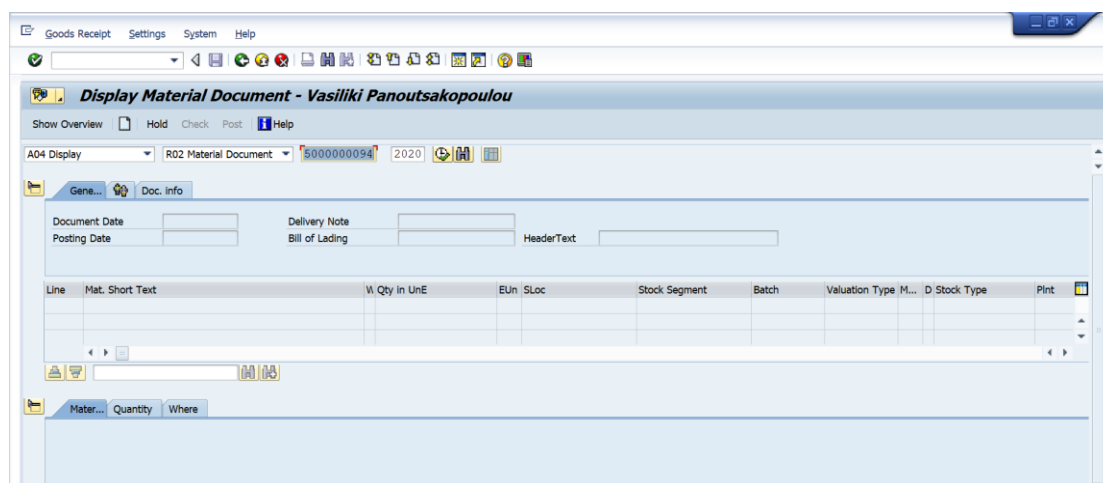 Goods Receipt Settings System Help
Display Material Document - Vasiliki Panoutsakopoulou
Show Overview Hold Check Post Help
A04 Display R02 Material Document 5000000094 2020
Gene... Doc. info
Document Date Delivery Note
Posting Date Bill of Lading HeaderText
Line Mat. Short Text Qty in UnE EUn SLoc Stock Segment Batch Valuation Type M... D Stock Type Plnt
Mater... Quantity Where